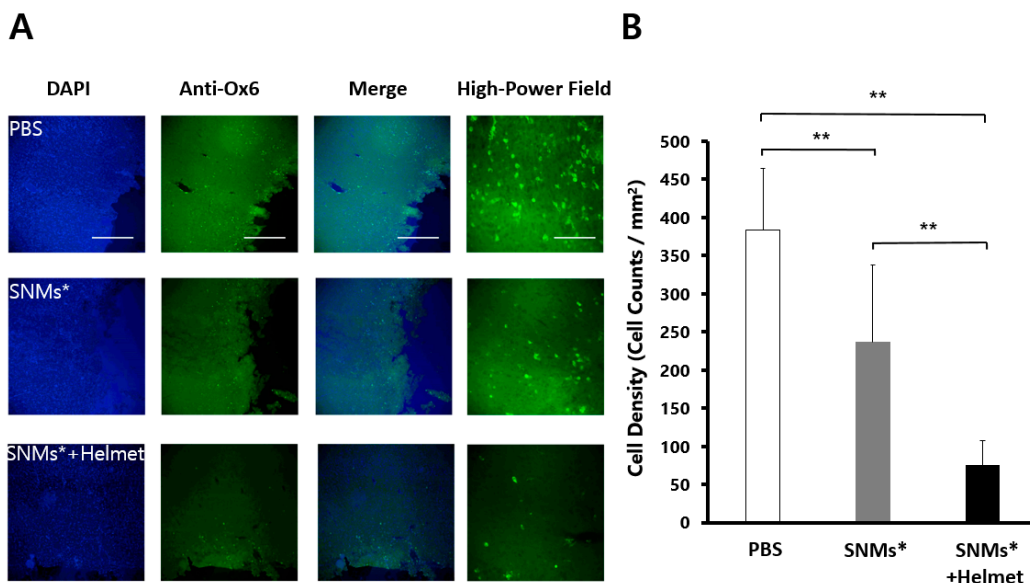 A
DAPI Anti-Ox6 Merge High-Power Field
PBS
SNMs*
SNMs*+Helmet
B
**
**
**
Cell Density (Cell Counts / mm²)
500
450
400
350
300
250
200
150
100
50
0
PBS SNMs* SNMs*
+Helmet